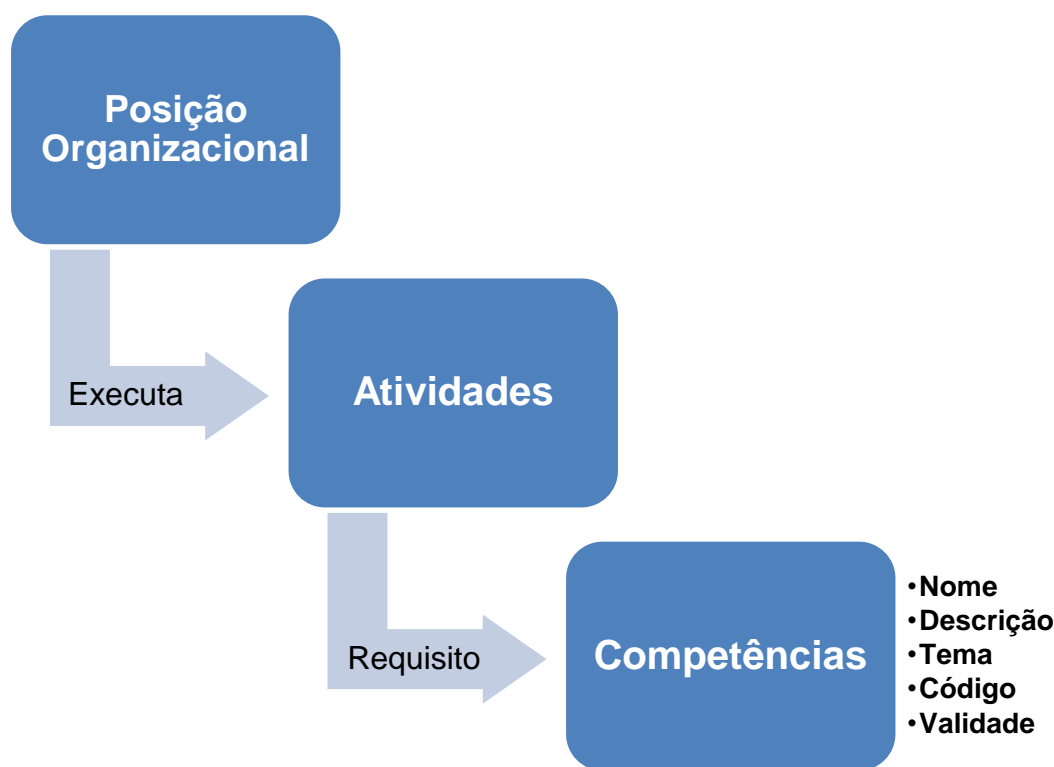 Posição
Organizacional
Executa
Atividades
Requisito
Competências
•Nome
•Descrição
•Tema
•Código
•Validade